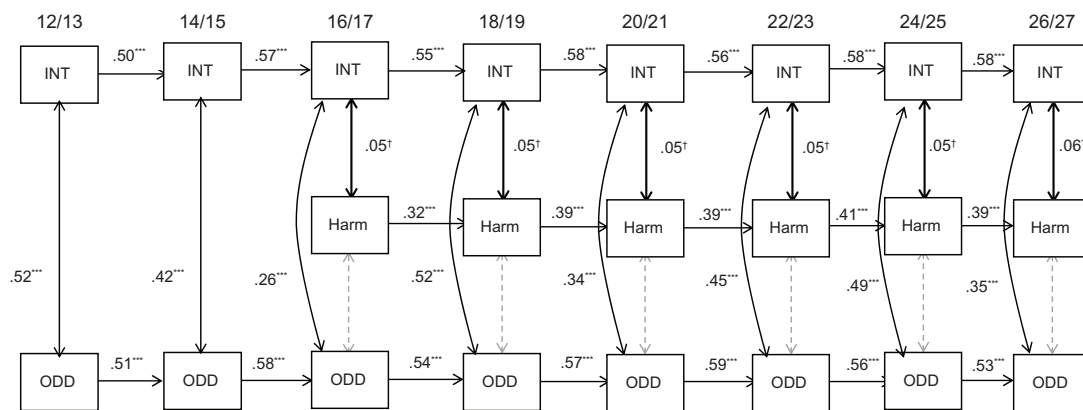 12/13 14/15 16/17 18/19 20/21 22/23 24/25 26/27
.50*** .57*** .55*** .58*** .56*** .58*** .58***
INT INT INT INT INT INT INT INT
.05† .05† .05† .05† .05† .06†
.32*** .39*** .39*** .41*** .39***
Harm Harm Harm Harm Harm Harm
.52*** .42*** .26*** .52*** .34*** .45*** .49*** .35***
.51*** .58*** .54*** .57*** .59*** .56*** .53***
ODD ODD ODD ODD ODD ODD ODD ODD